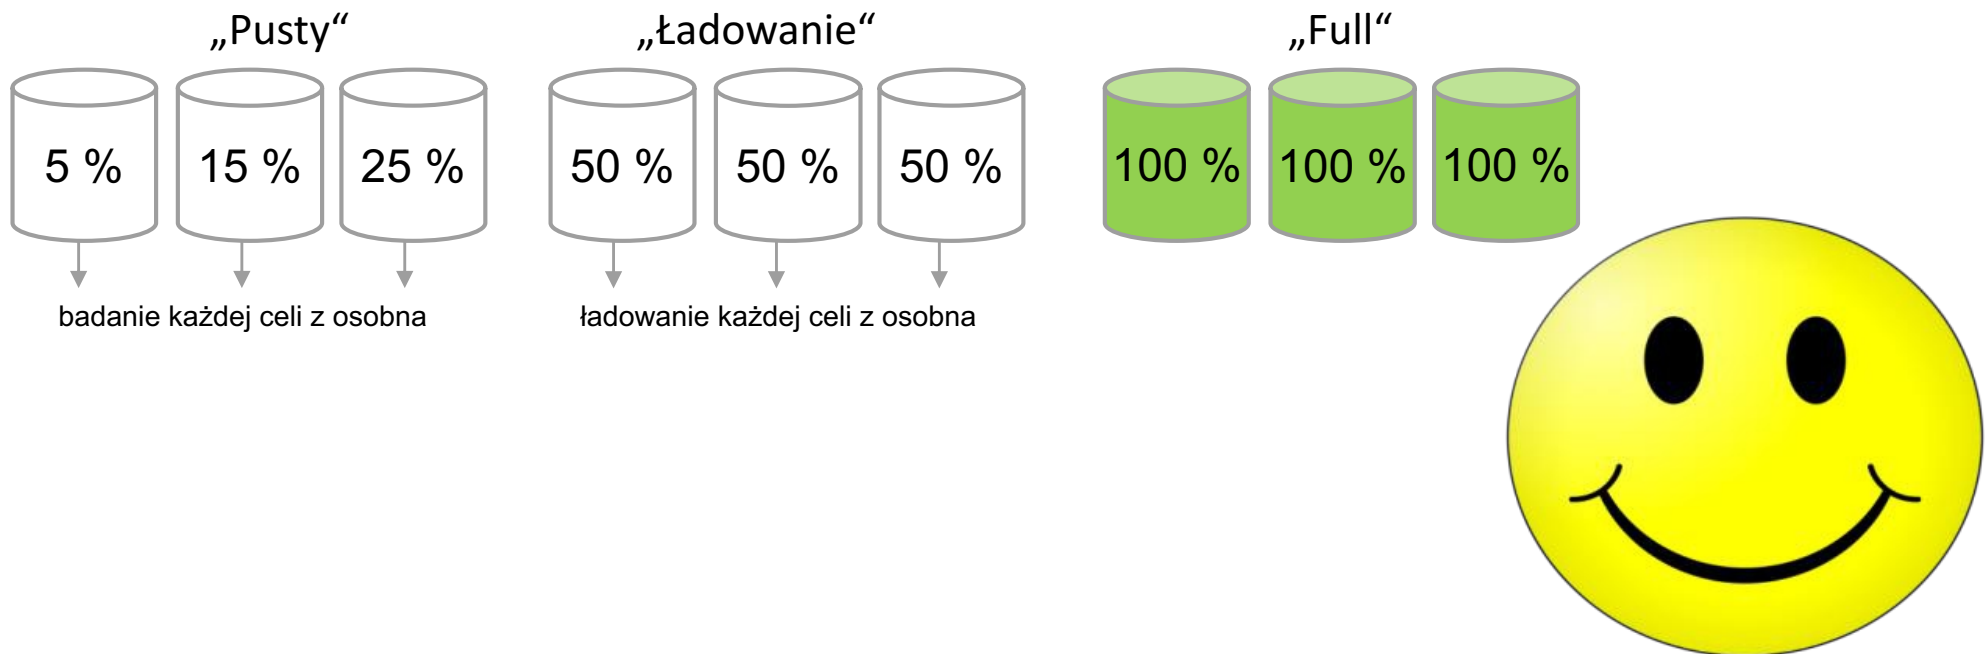 „Pusty“ „Ładowanie“ „Full“
5 % 15 % 25 % 50 % 50 % 50 % 100 % 100 % 100 %
badanie każdej celi z osobna ładowanie każdej celi z osobna